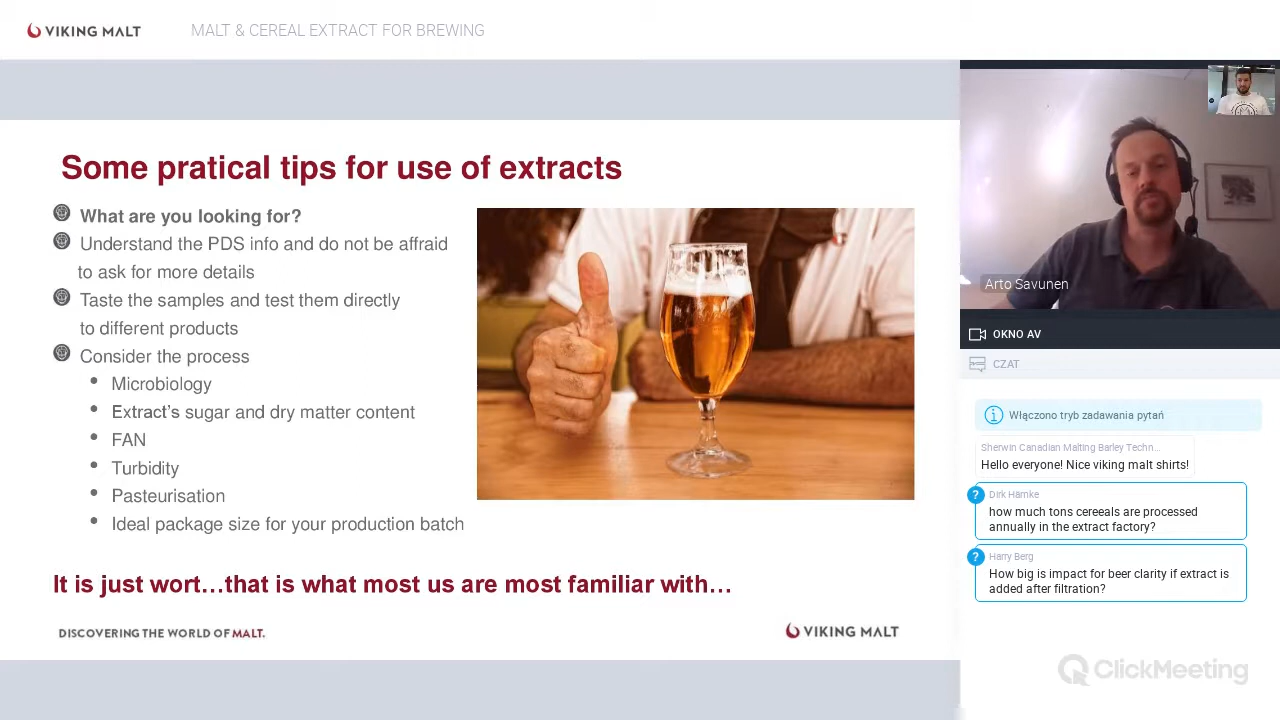 VIKING MALT
MALT & CEREAL EXTRACT FOR BREWING
Some pratical tips for use of extracts
What are you looking for?
Understand the PDS info and do not be affraid
to ask for more details
Taste the samples and test them directly
to different products
Consider the process
Microbiology
Extract's sugar and dry matter content
FAN
Turbidity
Pasteurisation
Ideal package size for your production batch
It is just wort…that is what most us are most familiar with…
DISCOVERING THE WORLD OF MALT.
VIKING MALT
Arto Savunen
OKNO AV
CZAT
Włączono tryb zadawania pytań
Sherwin Canadian Malting Barley Techn...
Hello everyone! Nice viking malt shirts!
? Dirk Hämke
how much tons cereeals are processed
annually in the extract factory?
? Harry Berg
How big is impact for beer clarity if extract is
added after filtration?
ClickMeeting